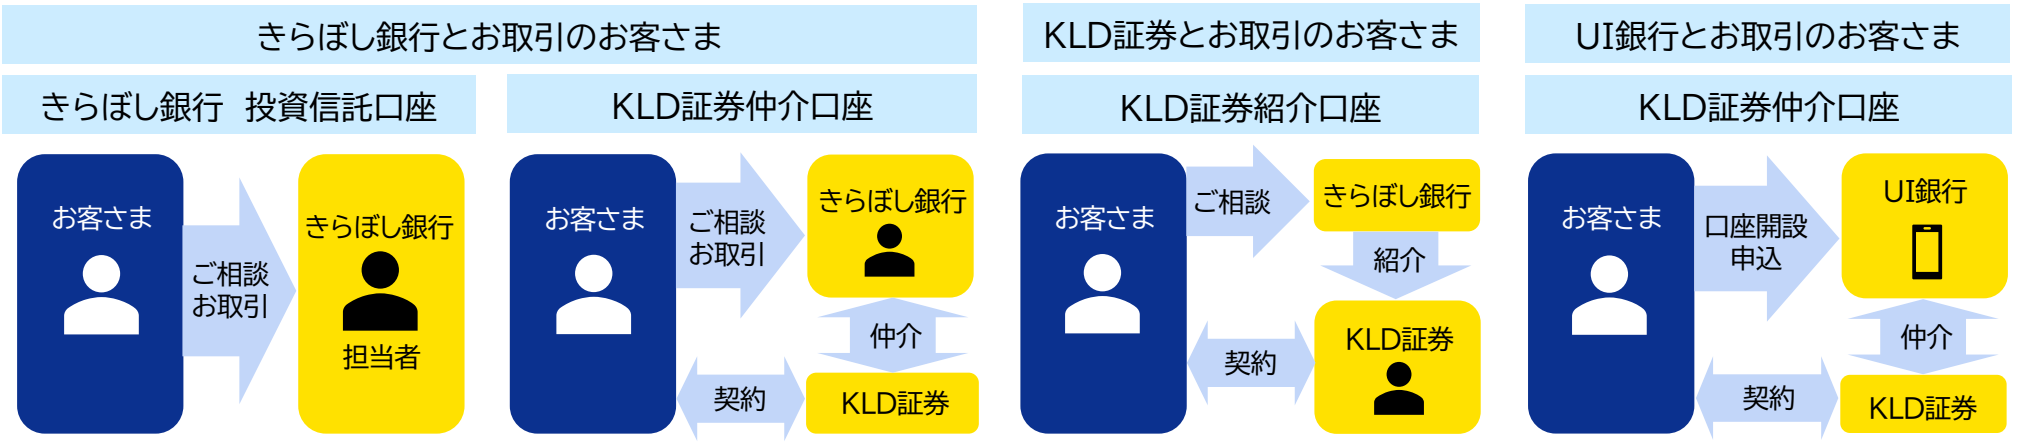 きらぼし銀行とお取引のお客さま
きらぼし銀行 投資信託口座
お客さま
ご相談
お取引
きらぼし銀行
担当者
KLD証券仲介口座
お客さま
ご相談
お取引
きらぼし銀行
仲介
契約
KLD証券
KLD証券とお取引のお客さま
KLD証券紹介口座
お客さま
ご相談
きらぼし銀行
紹介
契約
KLD証券
UI銀行とお取引のお客さま
KLD証券仲介口座
お客さま
口座開設
申込
UI銀行
仲介
契約
KLD証券